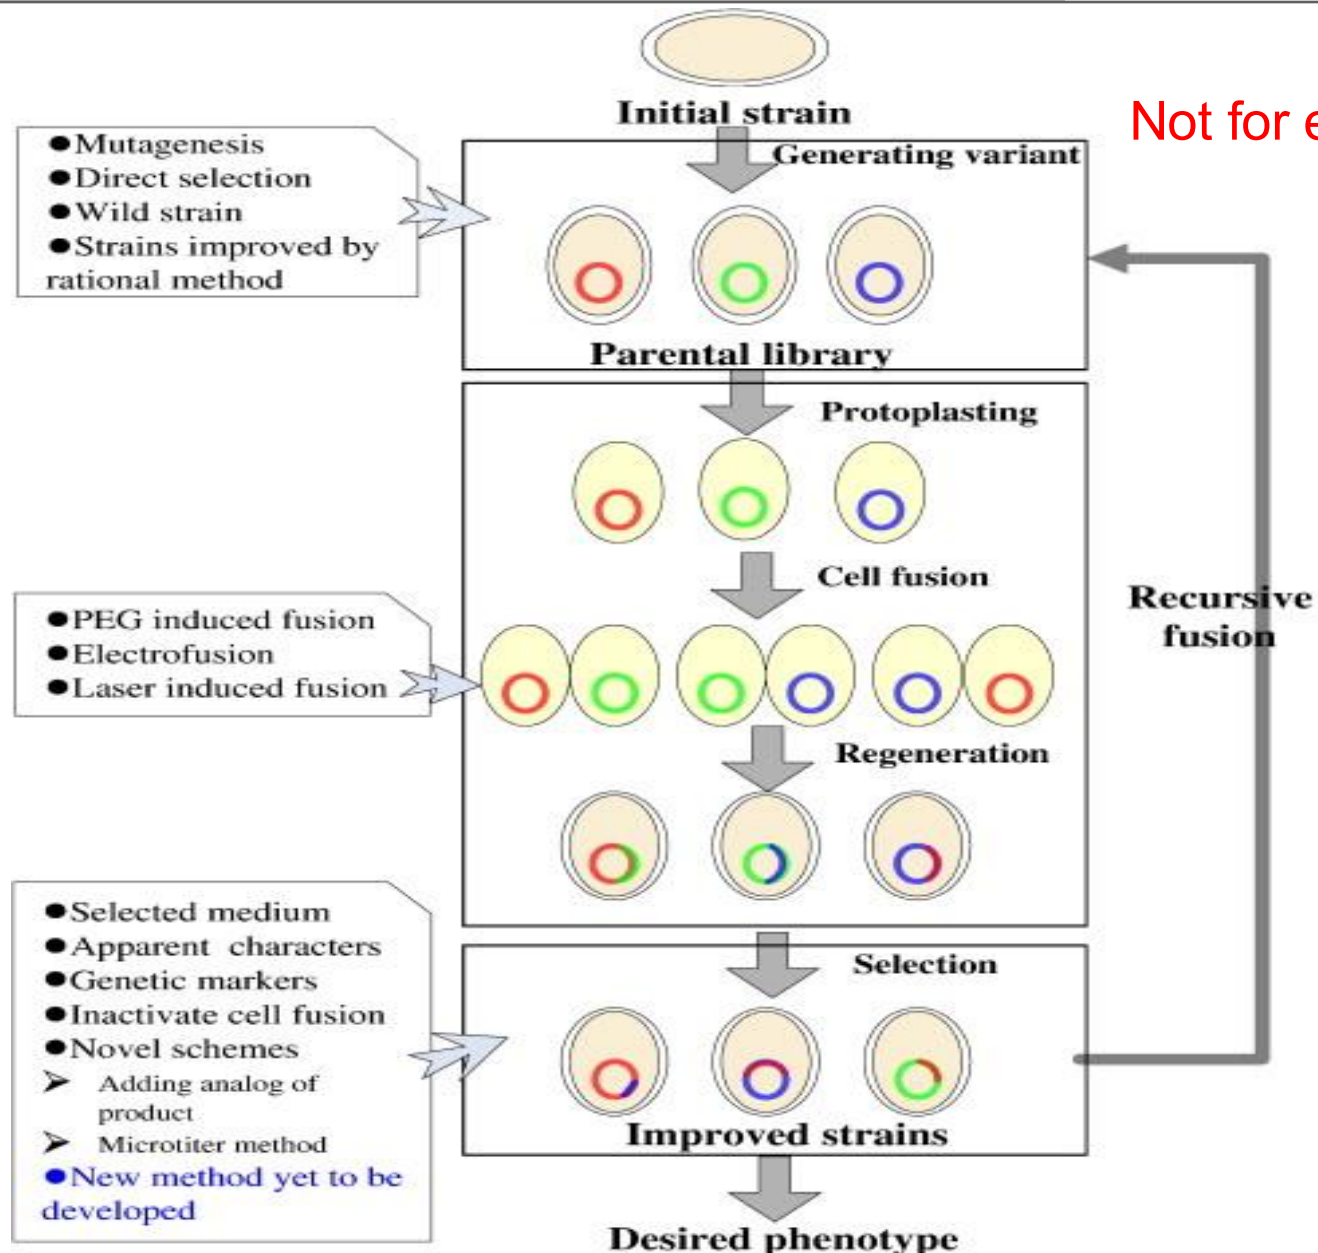 Initial strain
Not for e
●Mutagenesis
●Direct selection
●Wild strain
●Strains improved by
rational method
Generating variant
Parental library
Protoplasting
Cell fusion
●PEG induced fusion
●Electrofusion
●Laser induced fusion
Recursive
fusion
Regeneration
●Selected medium
●Apparent characters
●Genetic markers
●Inactivate cell fusion
●Novel schemes
➢ Adding analog of
product
➢ Microtiter method
●New method yet to be
developed
Selection
Improved strains
Desired phenotype